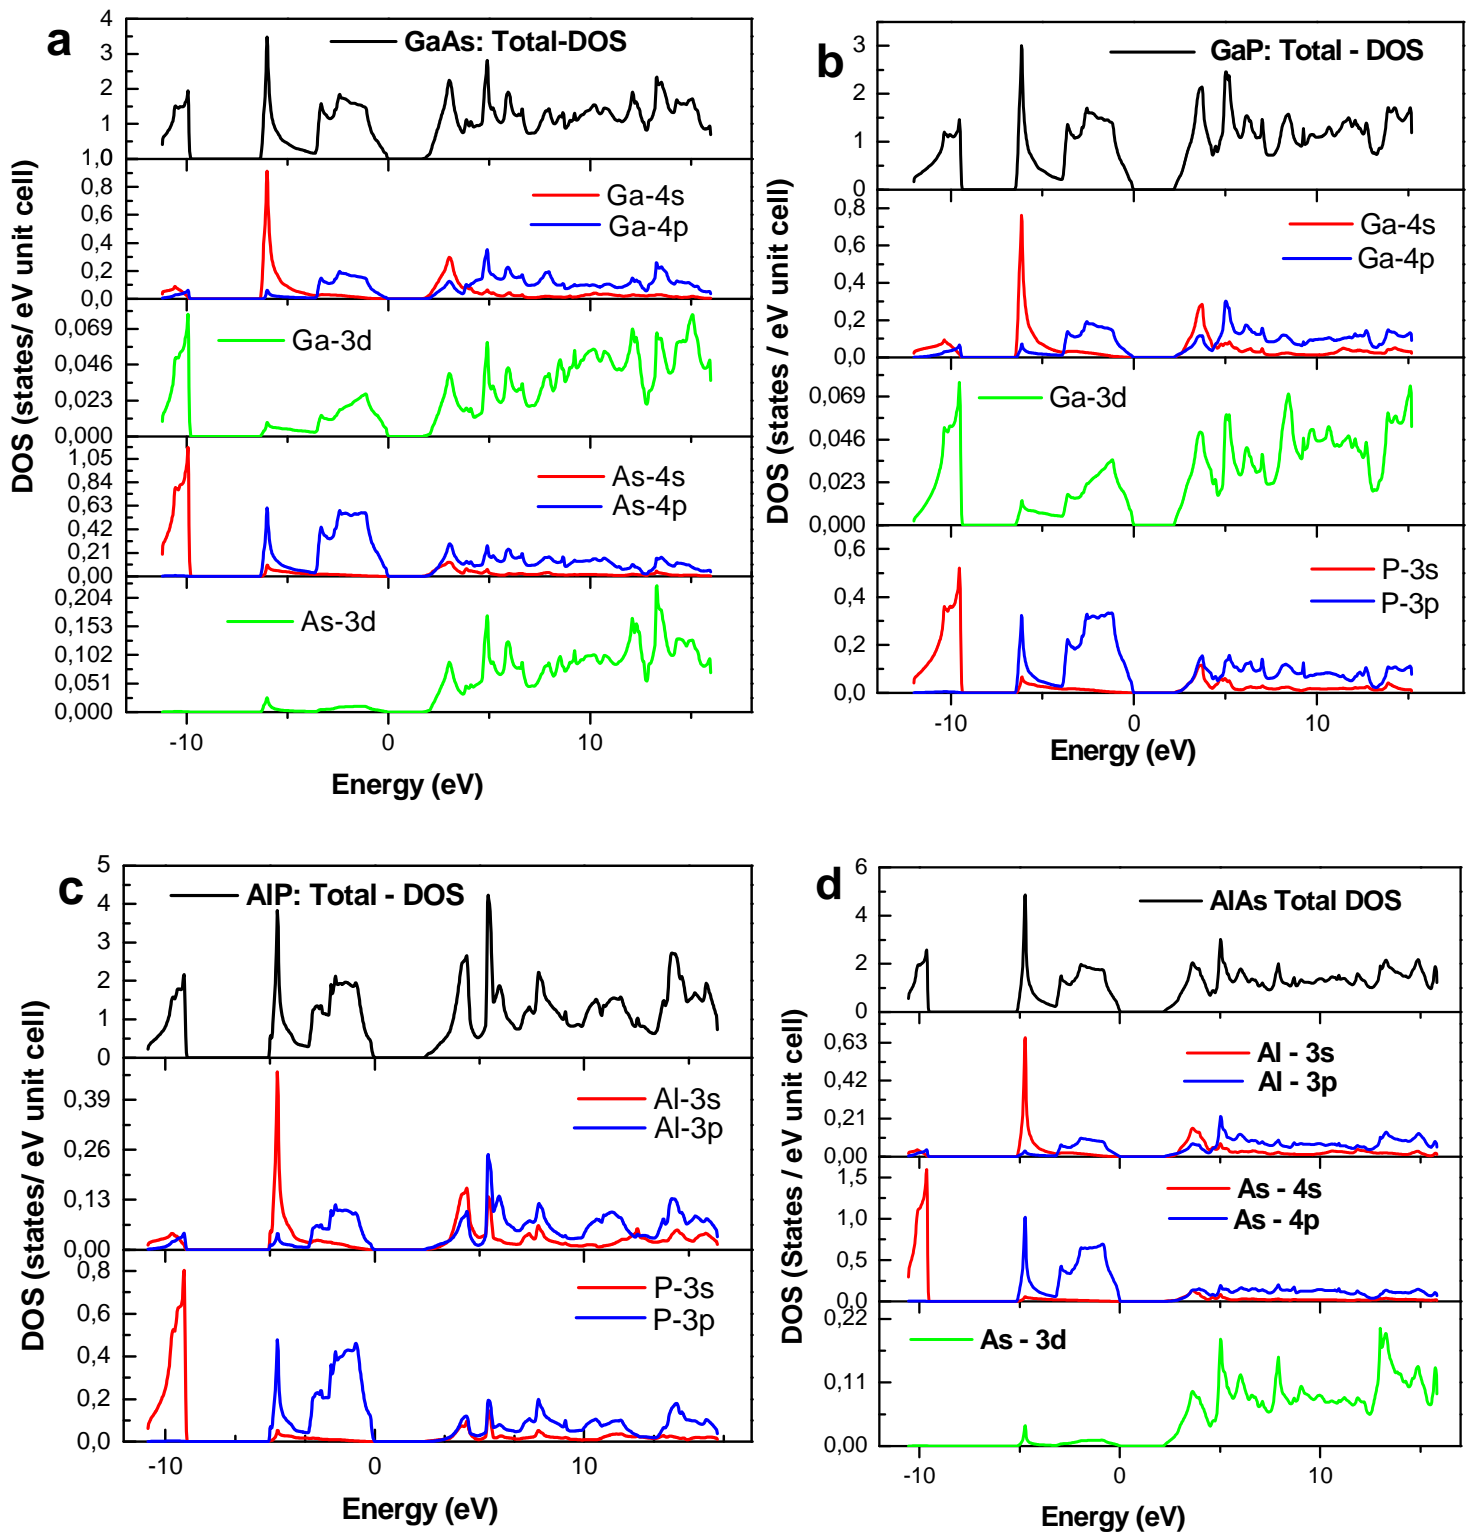 a
GaAs: Total-DOS
4
3
2
1
1,0
0,8
0,6
0,4
0,2
0,0
Ga-4s
Ga-4p
0,069
0,046
0,023
0,000
Ga-3d
1,05
0,84
0,63
0,42
0,21
0,00
As-4s
As-4p
0,204
0,153
0,102
0,051
0,000
As-3d
DOS (states/ eV unit cell)
-10 0 10
Energy (eV)
b
GaP: Total - DOS
3
2
1
0
0,8
0,6
0,4
0,2
0,0
Ga-4s
Ga-4p
0,069
0,046
0,023
0,000
Ga-3d
0,6
0,4
0,2
0,0
P-3s
P-3p
DOS (states / eV unit cell)
-10 0 10
Energy (eV)
c
AlP: Total - DOS
5
4
3
2
1
0
0,39
0,26
0,13
0,00
Al-3s
Al-3p
0,8
0,6
0,4
0,2
0,0
P-3s
P-3p
DOS (states/ eV unit cell)
-10 0 10
Energy (eV)
d
AlAs Total DOS
6
4
2
0
0,63
0,42
0,21
0,00
Al - 3s
Al - 3p
1,5
1,0
0,5
0,0
As - 4s
As - 4p
0,22
0,11
0,00
As - 3d
DOS (States / eV unit cell)
-10 0 10
Energy (eV)